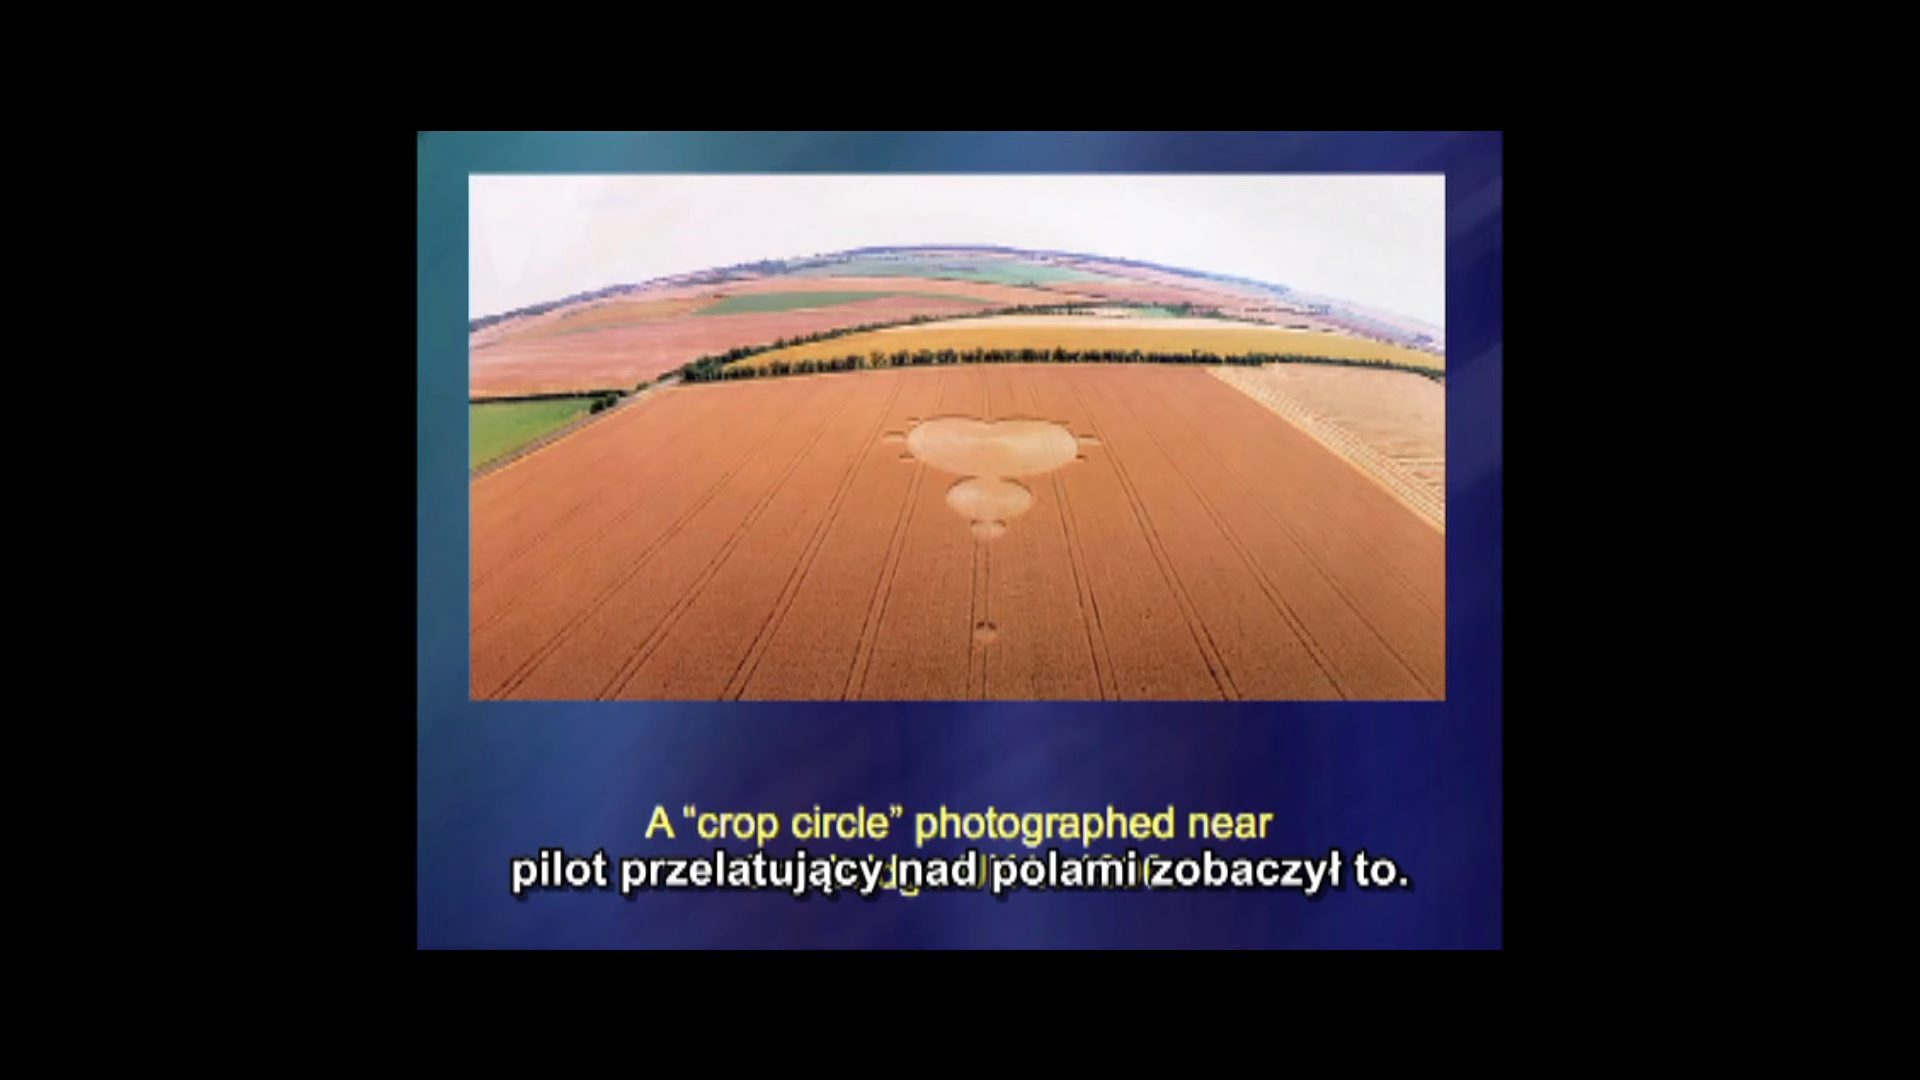 A “crop circle” photographed near
pilot przelatujący nad polami zobaczył to.